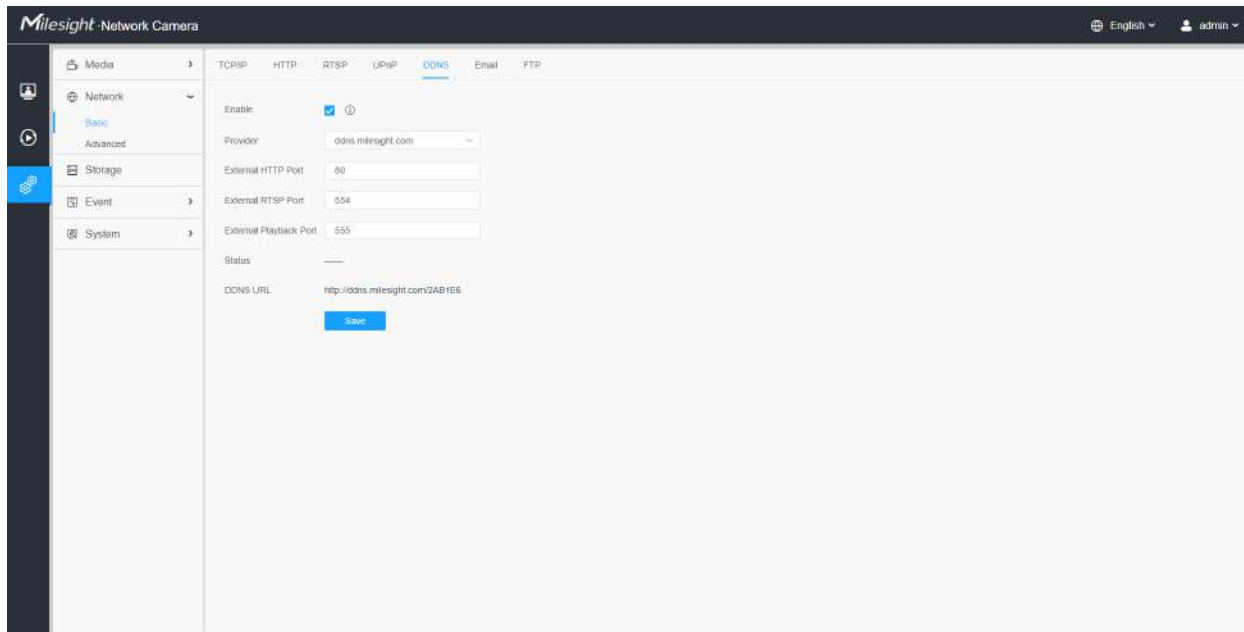 Milesight -Network Camera
English
admin
Media
Network
Basic
Advanced
Storage
Event
System
TCP/IP HTTP RTSP UPnP DDNS Email FTP
Enable
Provider ddns.milesight.com
External HTTP Port 80
External RTSP Port 554
External Playback Port 555
Status ——
DDNS URL http://ddns.milesight.com/2AB1E6
Save